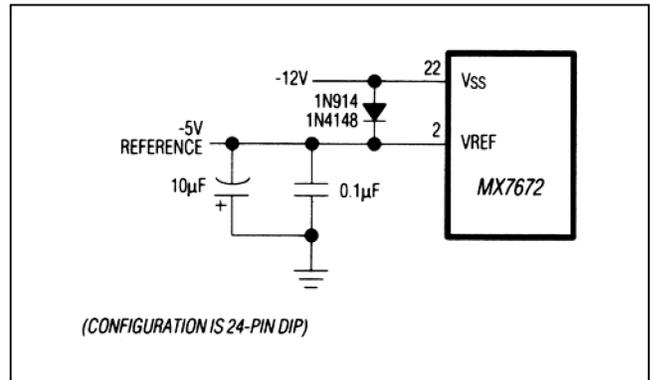 -12V
22
VSS
1N914
1N4148
-5V
REFERENCE
2
VREF
MX7672
10µF
+
0.1µF
(CONFIGURATION IS 24-PIN DIP)